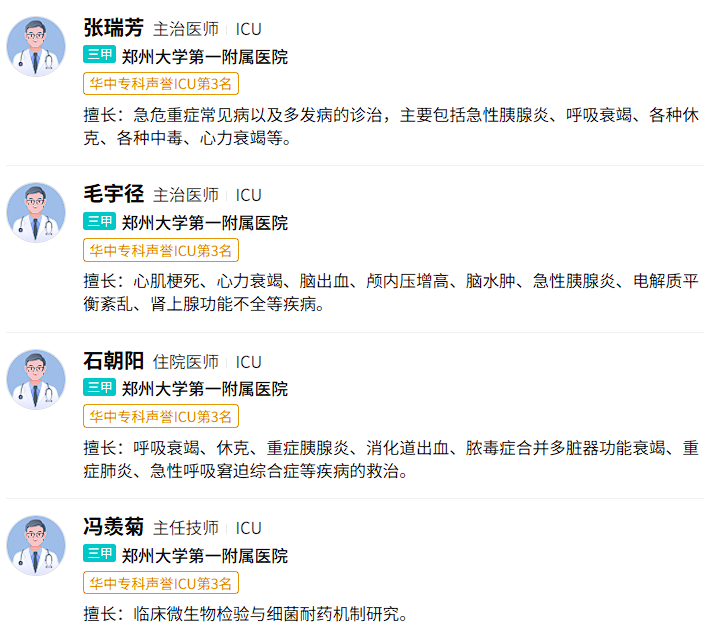 张瑞芳 主治医师 ICU
三甲 郑州大学第一附属医院
华中专科声誉ICU第3名
擅长：急危重症常见病以及多发病的诊治，主要包括急性胰腺炎、呼吸衰竭、各种休
克、各种中毒、心力衰竭等。
毛宇径 主治医师 ICU
三甲 郑州大学第一附属医院
华中专科声誉ICU第3名
擅长：心肌梗死、心力衰竭、脑出血、颅内压增高、脑水肿、急性胰腺炎、电解质平
衡紊乱、肾上腺功能不全等疾病。
石朝阳 住院医师 ICU
三甲 郑州大学第一附属医院
华中专科声誉ICU第3名
擅长：呼吸衰竭、休克、重症胰腺炎、消化道出血、脓毒症合并多脏器功能衰竭、重
症肺炎、急性呼吸窘迫综合症等疾病的救治。
冯羡菊 主任技师 ICU
三甲 郑州大学第一附属医院
华中专科声誉ICU第3名
擅长：临床微生物检验与细菌耐药机制研究。